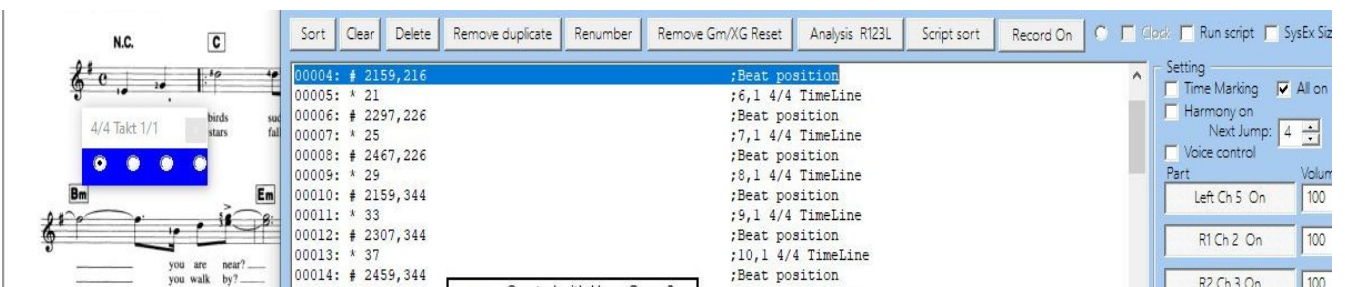 N.C.
C
birds suc
stars fal
4/4 Takt 1/1
Bm
Em
you are near?
you walk by?
Sort Clear Delete Remove duplicate Renumber Remove Gm/XG Reset Analysis R123L Script sort Record On Clock Run script SysEx Siz
00004: # 2159,216 ;Beat position
00005: * 21 ;6,1 4/4 TimeLine
00006: # 2297,226 ;Beat position
00007: * 25 ;7,1 4/4 TimeLine
00008: # 2467,226 ;Beat position
00009: * 29 ;8,1 4/4 TimeLine
00010: # 2159,344 ;Beat position
00011: * 33 ;9,1 4/4 TimeLine
00012: # 2307,344 ;Beat position
00013: * 37 ;10,1 4/4 TimeLine
00014: # 2459,344 ;Beat position
Setting
Time Marking All on
Harmony on
Next Jump: 4
Voice control
Part Volum
Left Ch 5 On 100
R1 Ch 2 On 100
R2 Ch 3 On 100